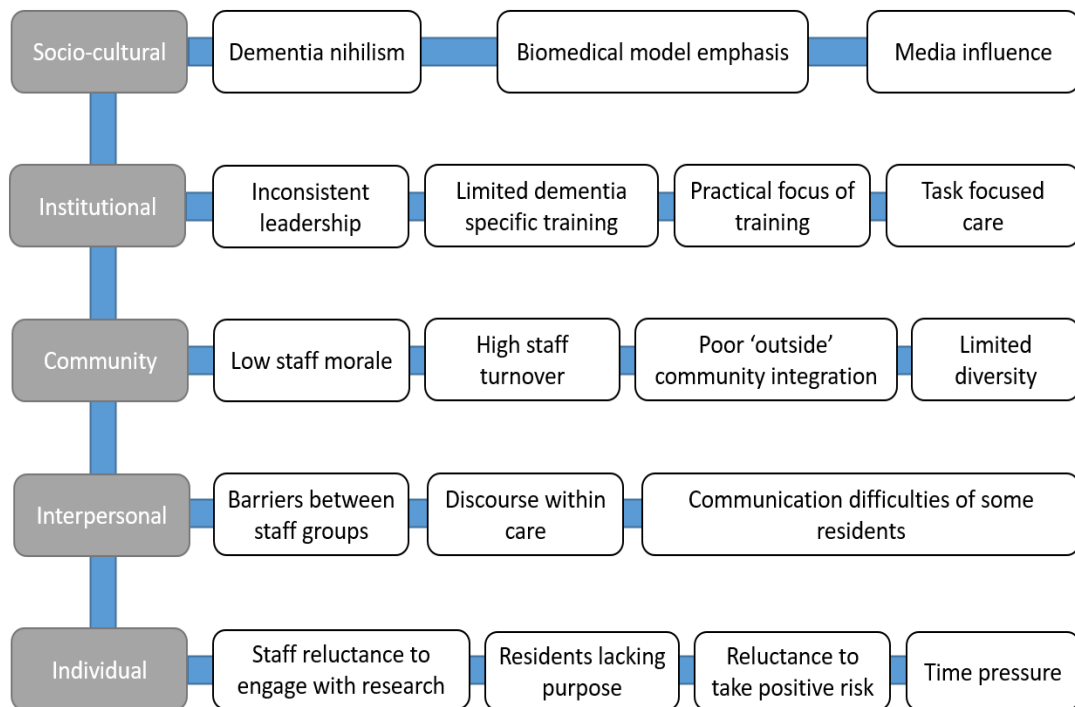 Socio-cultural
Dementia nihilism
Biomedical model emphasis
Media influence
Institutional
Inconsistent
leadership
Limited dementia
specific training
Practical focus of
training
Task focused
care
Community
Low staff morale
High staff
turnover
Poor ‘outside’
community integration
Limited
diversity
Interpersonal
Barriers between
staff groups
Discourse within
care
Communication difficulties of some
residents
Individual
Staff reluctance to
engage with research
Residents lacking
purpose
Reluctance to
take positive risk
Time pressure